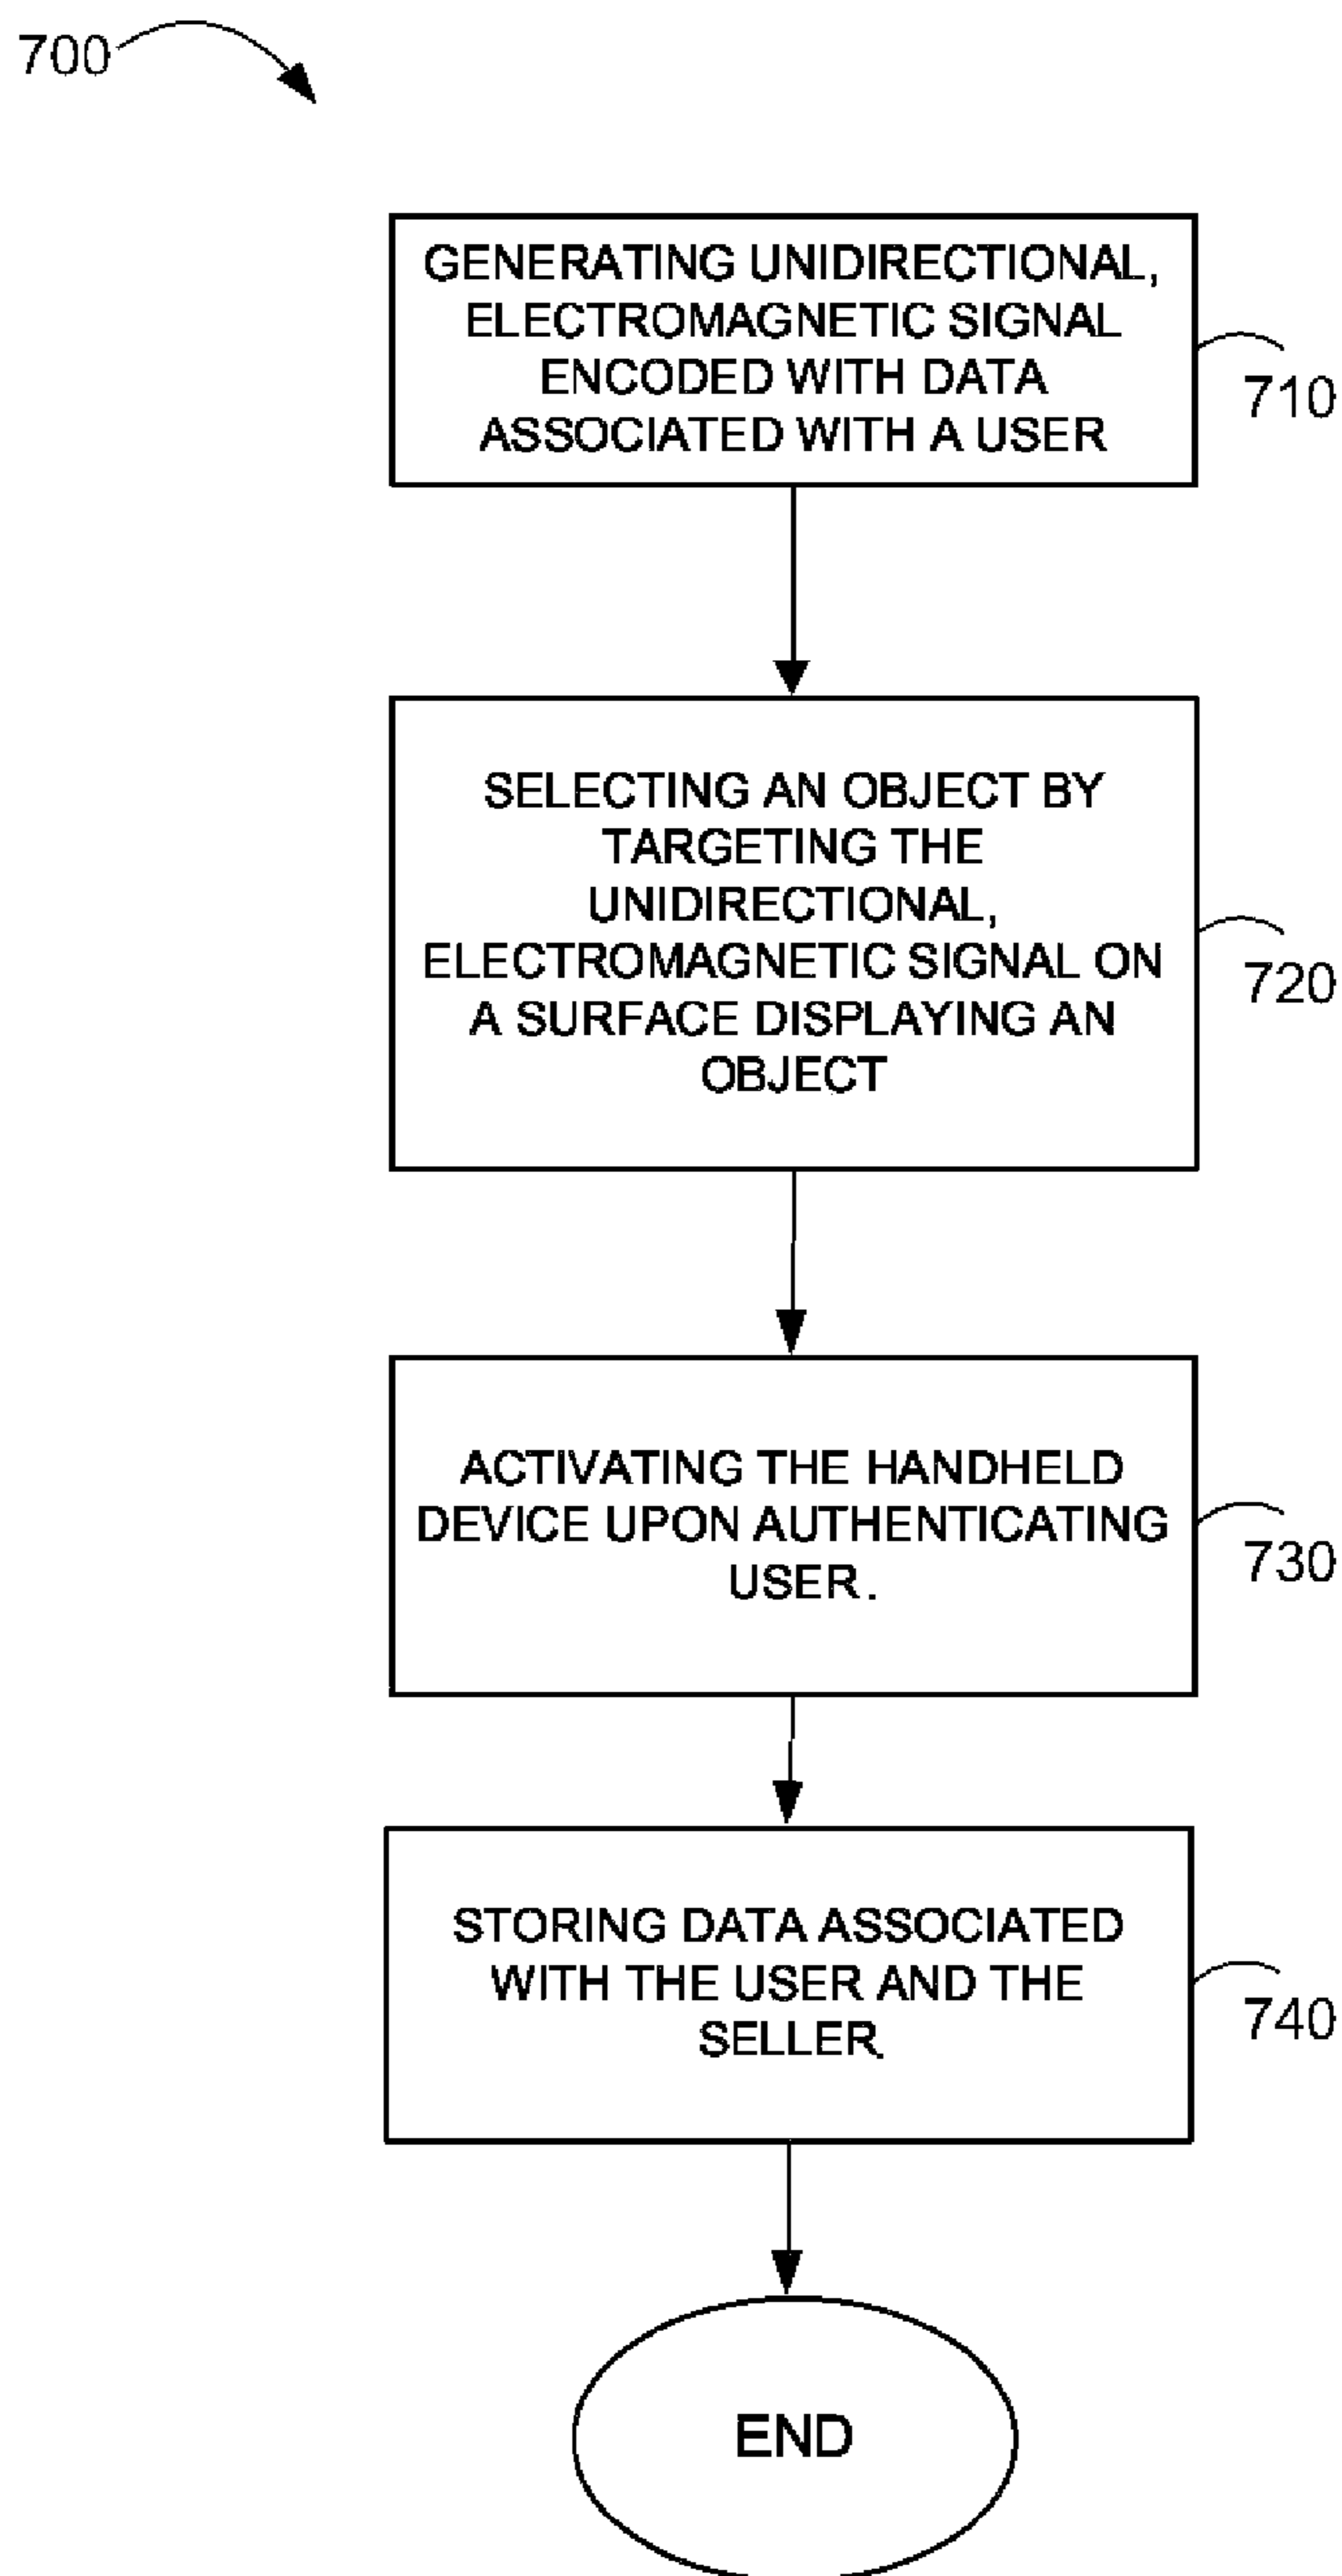 700
GENERATING UNIDIRECTIONAL,
ELECTROMAGNETIC SIGNAL
ENCODED WITH DATA
ASSOCIATED WITH A USER
710
SELECTING AN OBJECT BY
TARGETING THE
UNIDIRECTIONAL,
ELECTROMAGNETIC SIGNAL ON
A SURFACE DISPLAYING AN
OBJECT
720
ACTIVATING THE HANDHELD
DEVICE UPON AUTHENTICATING
USER.
730
STORING DATA ASSOCIATED
WITH THE USER AND THE
SELLER.
740
END